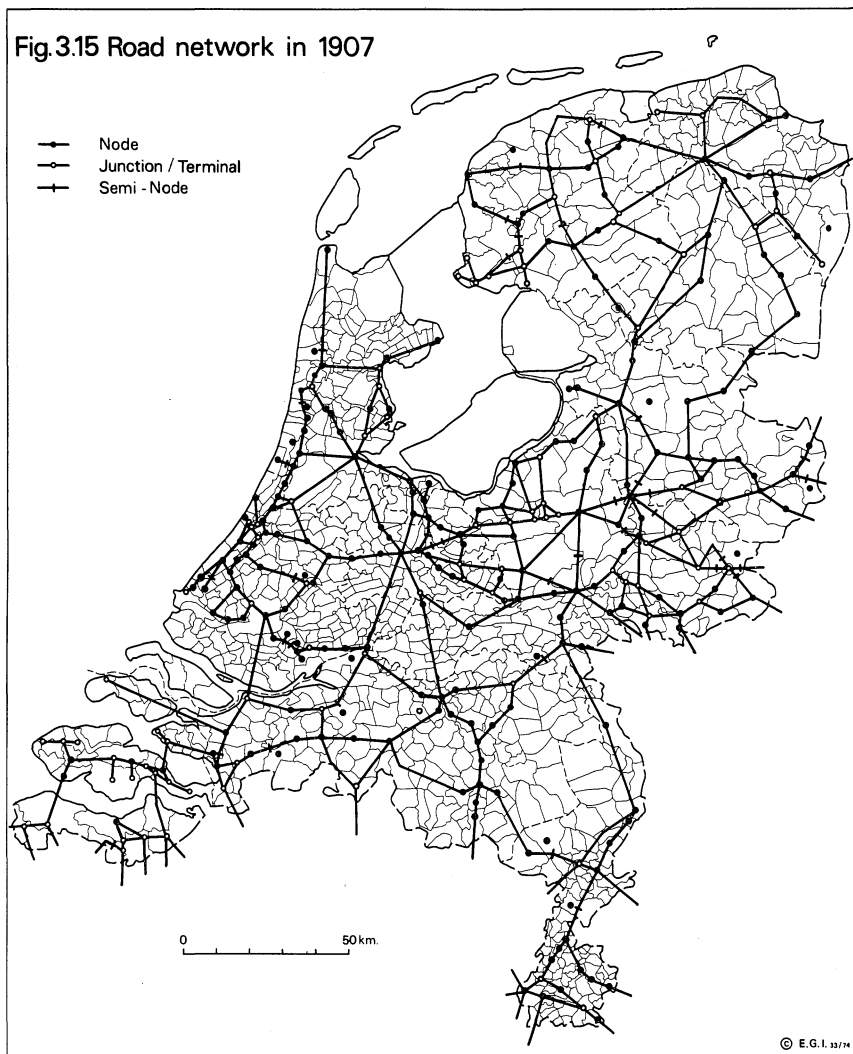 Fig.3.15 Road network in 1907
Node
Junction / Terminal
Semi - Node
0 50 km.
© E.G.I. 33/74